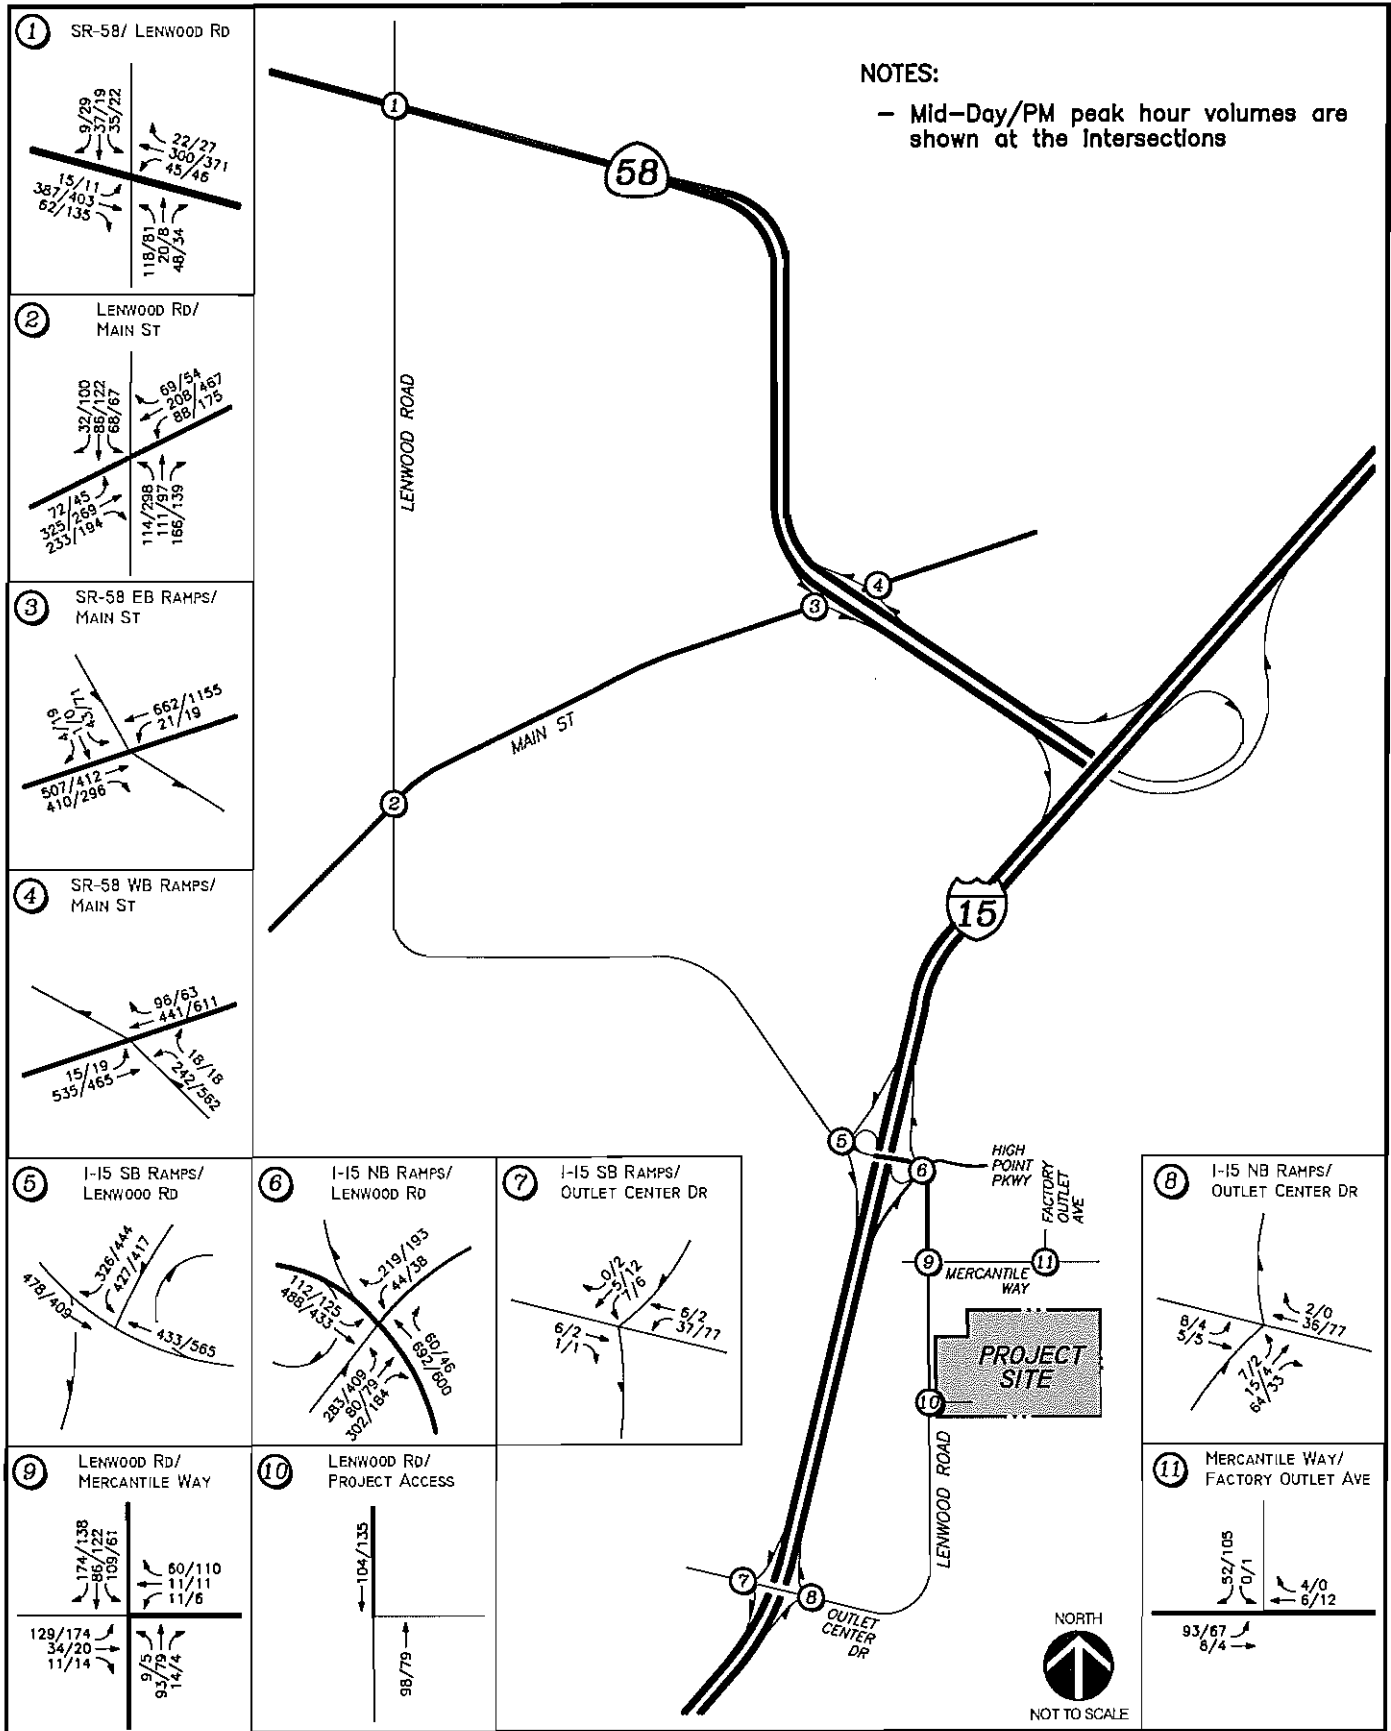 1 SR-58/ LENWOOD RD
9/29
37/19
35/22
22/27
300/371
45/46
15/11
387/403
62/135
118/81
20/8
48/34
2 LENWOOD RD/
MAIN ST
32/100
86/122
68/67
69/54
208/467
88/175
72/45
325/269
233/194
114/298
111/97
166/139
3 SR-58 EB RAMPS/
MAIN ST
1/0
43/71
662/1155
21/19
507/412
410/296
4 SR-58 WB RAMPS/
MAIN ST
96/63
441/611
15/19
535/465
18/18
242/562
5 I-15 SB RAMPS/
LENWOOD RD
326/444
427/417
478/409
433/565
6 I-15 NB RAMPS/
LENWOOD RD
219/193
44/38
112/125
488/433
60/46
692/600
283/409
80/79
302/184
7 I-15 SB RAMPS/
OUTLET CENTER DR
0/2
5/12
7/6
6/2
37/77
6/2
1/1
8 I-15 NB RAMPS/
OUTLET CENTER DR
2/0
36/77
8/4
5/5
7/2
15/4
64/33
9 LENWOOD RD/
MERCANTILE WAY
174/138
86/122
109/61
60/110
11/11
11/6
129/174
34/20
11/14
9/5
93/79
14/4
10 LENWOOD RD/
PROJECT ACCESS
104/135
98/79
11 MERCANTILE WAY/
FACTORY OUTLET AVE
52/105
0/1
4/0
6/12
93/67
8/4
NOTES:
- Mid-Day/PM peak hour volumes are
shown at the intersections
1
58
LENWOOD ROAD
4
3
MAIN ST
2
15
5
6
HIGH
POINT
PKWY
FACTORY
OUTLET
AVE
9
11
MERCANTILE
WAY
PROJECT
SITE
10
LENWOOD ROAD
7
8
OUTLET
CENTER
DR
NORTH
NOT TO SCALE